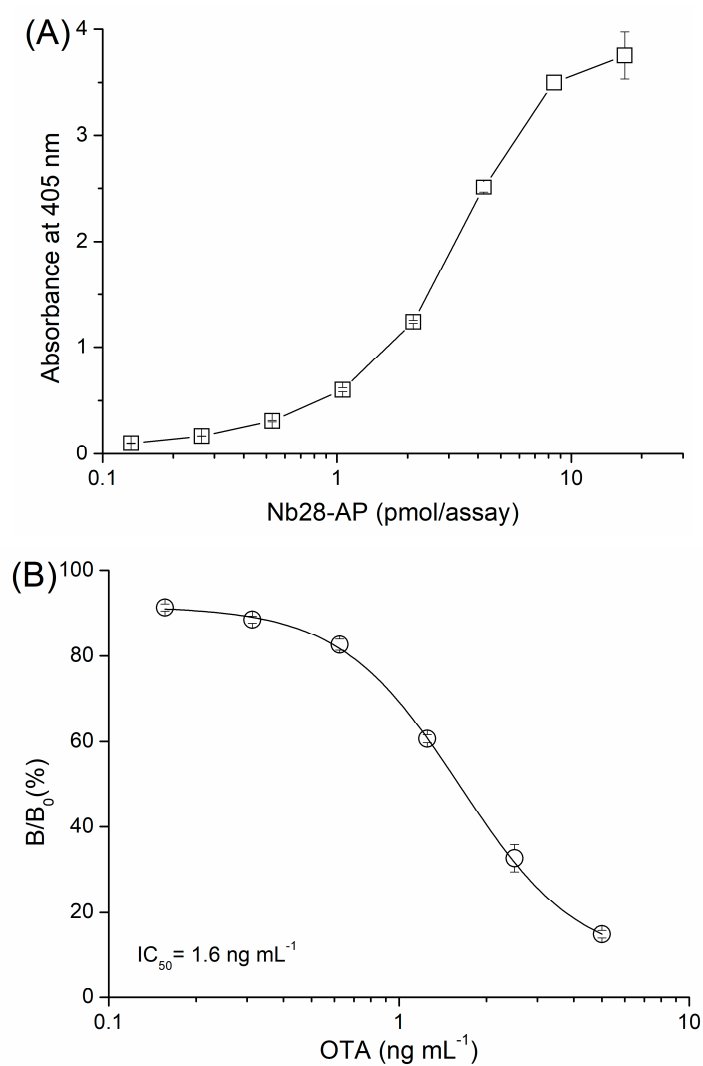 (A)
4
3
2
1
0
Absorbance at 405 nm
0.1 1 10
Nb28-AP (pmol/assay)
(B)
100
80
60
40
20
0
B/B₀(%)
IC₅₀= 1.6 ng mL⁻¹
0.1 1 10
OTA (ng mL⁻¹)